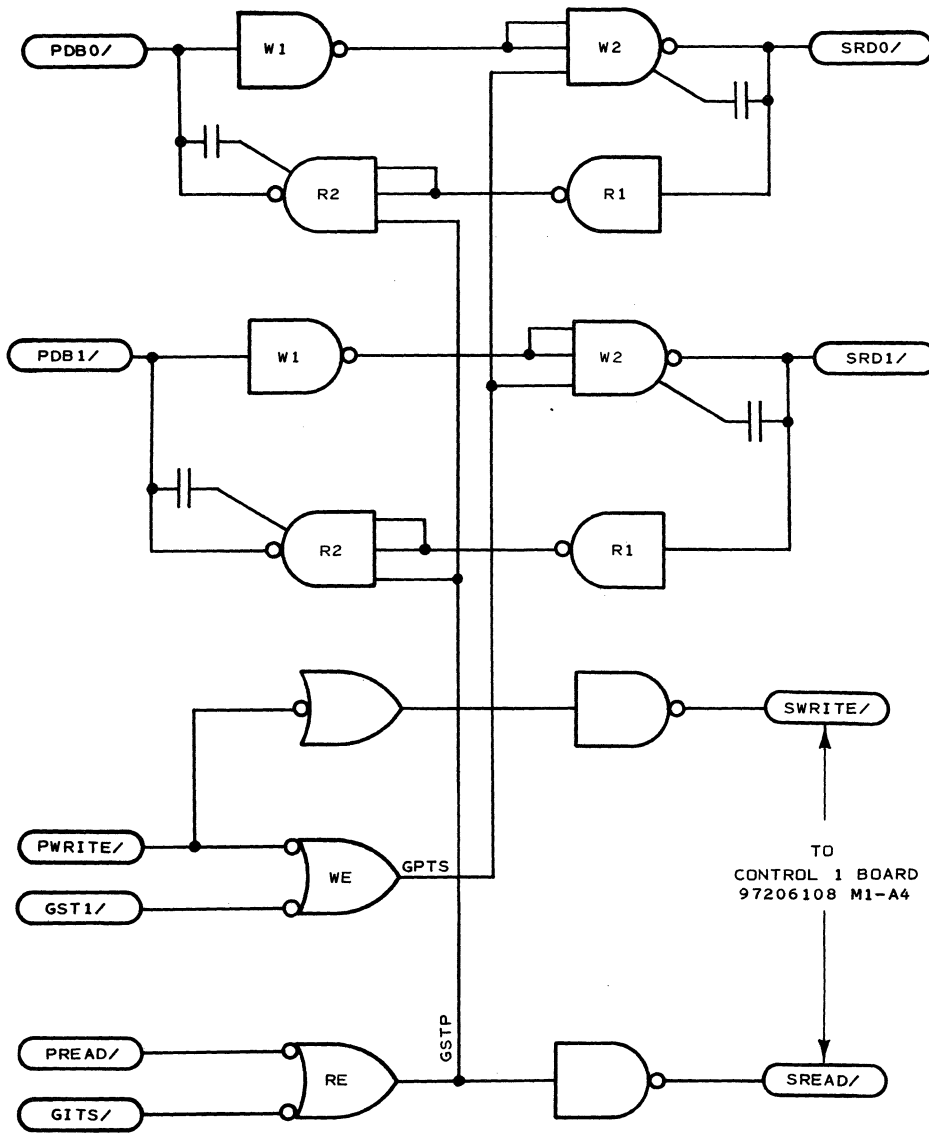 PDB0/
W1
W2
SRD0/
R2
R1
PDB1/
W1
W2
SRD1/
R2
R1
SWRITE/
PWRITE/
WE
GPTS
GST1/
TO
CONTROL 1 BOARD
97206108 M1-A4
GSTP
PREAD/
RE
SREAD/
GITS/